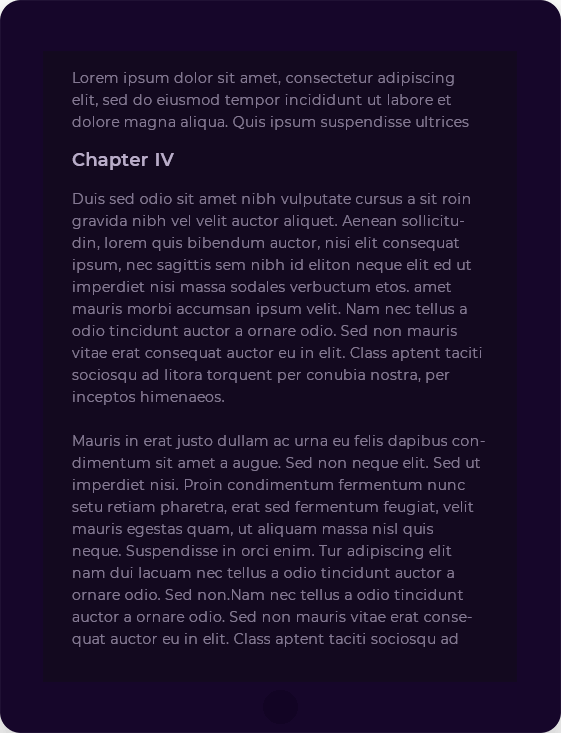 Lorem ipsum dolor sit amet, consectetur adipiscing
elit, sed do eiusmod tempor incididunt ut labore et
dolore magna aliqua. Quis ipsum suspendisse ultrices
Chapter IV
Duis sed odio sit amet nibh vulputate cursus a sit roin
gravida nibh vel velit auctor aliquet. Aenean sollicitu-
din, lorem quis bibendum auctor, nisi elit consequat
ipsum, nec sagittis sem nibh id eliton neque elit ed ut
imperdiet nisi massa sodales verbuctum etos. amet
mauris morbi accumsan ipsum velit. Nam nec tellus a
odio tincidunt auctor a ornare odio. Sed non mauris
vitae erat consequat auctor eu in elit. Class aptent taciti
sociosqu ad litora torquent per conubia nostra, per
inceptos himenaeos.
Mauris in erat justo dullam ac urna eu felis dapibus con-
dimentum sit amet a augue. Sed non neque elit. Sed ut
imperdiet nisi. Proin condimentum fermentum nunc
setu retiam pharetra, erat sed fermentum feugiat, velit
mauris egestas quam, ut aliquam massa nisl quis
neque. Suspendisse in orci enim. Tur adipiscing elit
nam dui lacuam nec tellus a odio tincidunt auctor a
ornare odio. Sed non.Nam nec tellus a odio tincidunt
auctor a ornare odio. Sed non mauris vitae erat conse-
quat auctor eu in elit. Class aptent taciti sociosqu ad